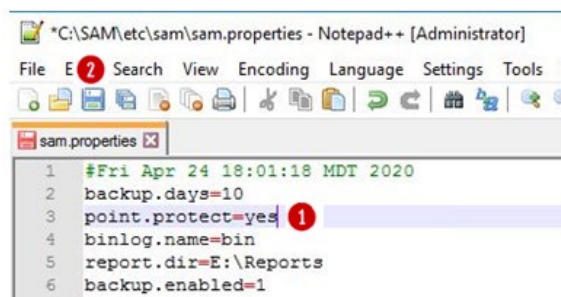 *C:\SAM\etc\sam\sam.properties - Notepad++ [Administrator]
File E 2 Search View Encoding Language Settings Tools
sam.properties
1 #Fri Apr 24 18:01:18 MDT 2020
2 backup.days=10
3 point.protect=yes 1
4 binlog.name=bin
5 report.dir=E:\Reports
6 backup.enabled=1